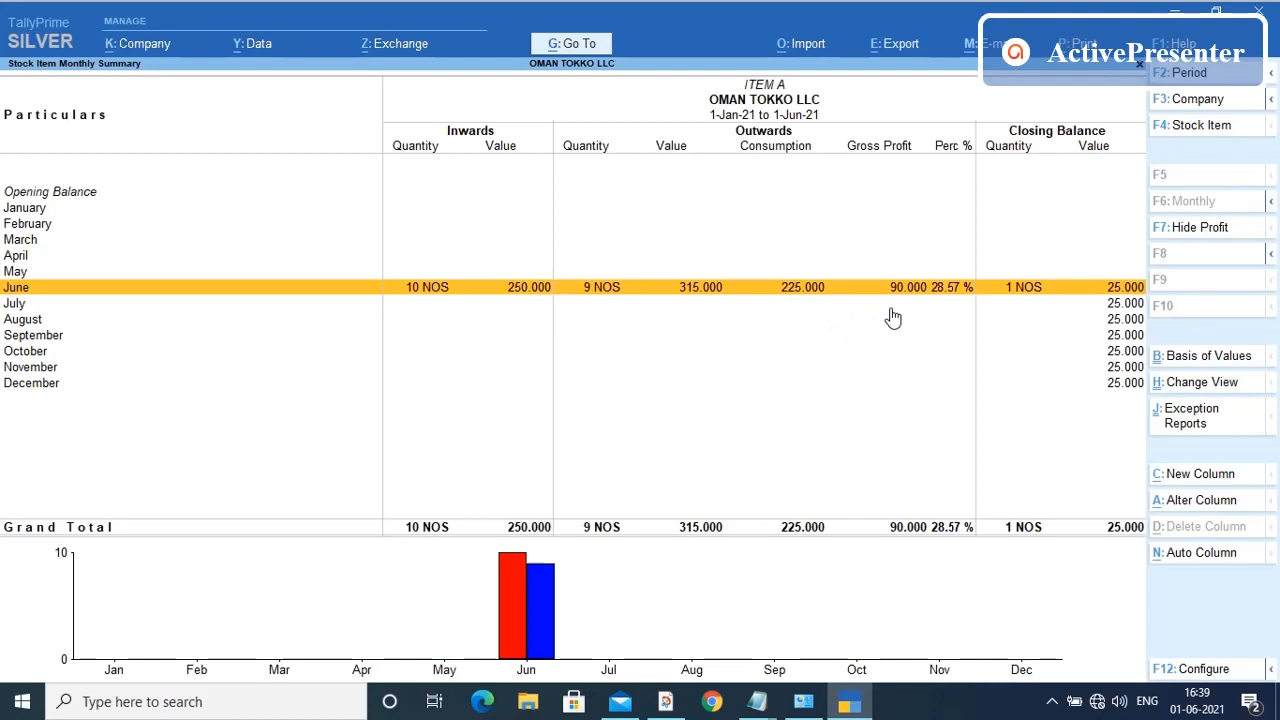 TallyPrime
SILVER
MANAGE
K: Company
Y: Data
Z: Exchange
G: Go To
O: Import
E: Export
ActivePresenter
Stock Item Monthly Summary
OMAN TOKKO LLC
Particulars
ITEM A
OMAN TOKKO LLC
1-Jan-21 to 1-Jun-21
Inwards Outwards Closing Balance
Quantity Value Quantity Value Consumption Gross Profit Perc % Quantity Value
Opening Balance
January
February
March
April
May
June 10 NOS 250.000 9 NOS 315.000 225.000 90.000 28.57 % 1 NOS 25.000
July 25.000
August 25.000
September 25.000
October 25.000
November 25.000
December 25.000
Grand Total 10 NOS 250.000 9 NOS 315.000 225.000 90.000 28.57 % 1 NOS 25.000
10
0
Jan Feb Mar Apr May Jun Jul Aug Sep Oct Nov Dec
F1: Help
F2: Period
F3: Company
F4: Stock Item
F5
F6: Monthly
F7: Hide Profit
F8
F9
F10
B: Basis of Values
H: Change View
J: Exception
Reports
C: New Column
A: Alter Column
D: Delete Column
N: Auto Column
F12: Configure
Type here to search
ENG
16:39
01-06-2021
2